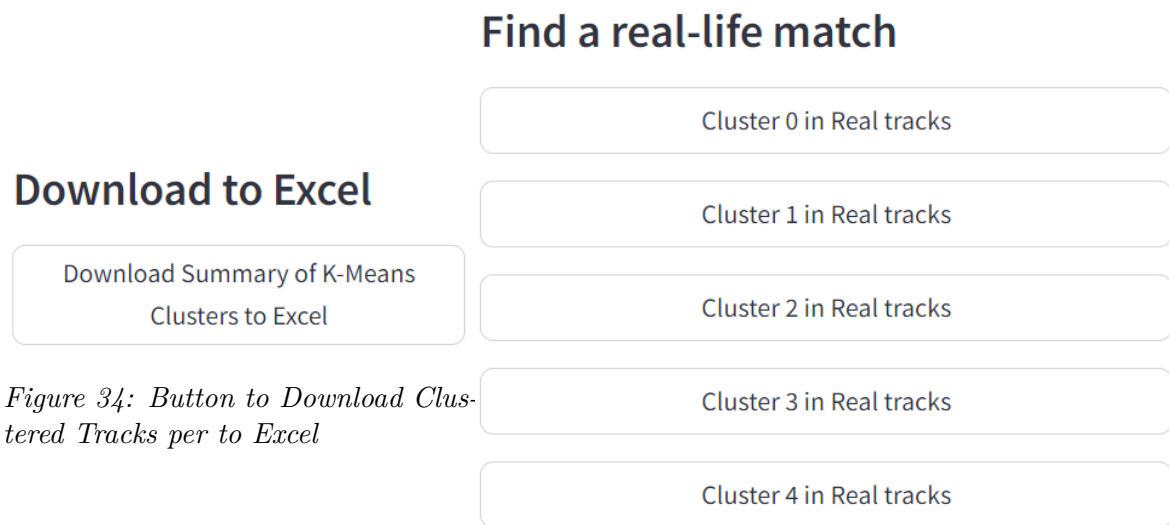 Download to Excel
Download Summary of K-Means
Clusters to Excel
Figure 34: Button to Download Clus-
tered Tracks per to Excel
Find a real-life match
Cluster 0 in Real tracks
Cluster 1 in Real tracks
Cluster 2 in Real tracks
Cluster 3 in Real tracks
Cluster 4 in Real tracks